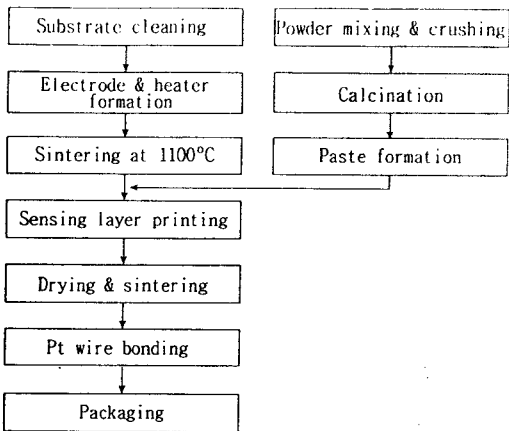 Substrate cleaning
Powder mixing & crushing
Electrode & heater
formation
Calcination
Sintering at 1100°C
Paste formation
Sensing layer printing
Drying & sintering
Pt wire bonding
Packaging